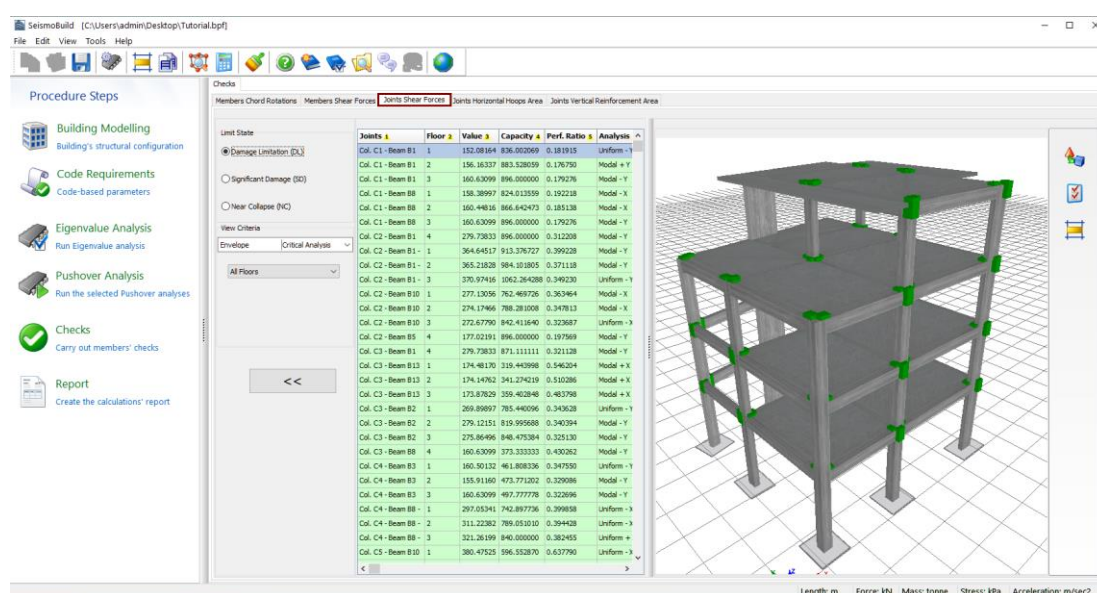 SeismoBuild [C:\Users\admin\Desktop\Tutorial.bpf]
File Edit View Tools Help
Procedure Steps
Building Modelling
Building's structural configuration
Code Requirements
Code-based parameters
Eigenvalue Analysis
Run Eigenvalue analysis
Pushover Analysis
Run the selected Pushover analyses
Checks
Carry out members' checks
Report
Create the calculations' report
Checks
Members Chord Rotations Members Shear Forces Joints Shear Forces Joints Horizontal Hoops Area Joints Vertical Reinforcement Area
Limit State
Damage Limitation (DL)
Significant Damage (SD)
Near Collapse (NC)
View Criteria
Envelope Critical Analysis
All Floors
<<
Joints 1 Floor 2 Value 3 Capacity 4 Perf. Ratio 5 Analysis
Col. C1 - Beam B1 1 152.08164 836.002069 0.181915 Uniform - Y
Col. C1 - Beam B1 2 156.16337 883.528059 0.176750 Modal + Y
Col. C1 - Beam B1 3 160.63099 896.000000 0.179276 Modal - Y
Col. C1 - Beam B8 1 158.38997 824.013559 0.192218 Modal - X
Col. C1 - Beam B8 2 160.44816 866.642473 0.185138 Modal - X
Col. C1 - Beam B8 3 160.63099 896.000000 0.179276 Modal - Y
Col. C2 - Beam B1 4 279.73833 896.000000 0.312208 Modal - Y
Col. C2 - Beam B1 - 1 364.64517 913.376727 0.399228 Modal - Y
Col. C2 - Beam B1 - 2 365.21828 984.101805 0.371118 Modal - Y
Col. C2 - Beam B1 - 3 370.97416 1062.264288 0.349230 Uniform - Y
Col. C2 - Beam B10 1 277.13056 762.469726 0.363464 Modal - X
Col. C2 - Beam B10 2 274.17466 788.281008 0.347813 Modal - X
Col. C2 - Beam B10 3 272.67790 842.411640 0.323687 Uniform - X
Col. C2 - Beam B5 4 177.02191 896.000000 0.197569 Modal - Y
Col. C3 - Beam B1 4 279.73833 871.111111 0.321128 Modal - Y
Col. C3 - Beam B13 1 174.48170 319.443998 0.546204 Modal + X
Col. C3 - Beam B13 2 174.14762 341.274219 0.510286 Modal + X
Col. C3 - Beam B13 3 173.87829 359.402848 0.483798 Modal + X
Col. C3 - Beam B2 1 269.89897 785.440096 0.343628 Uniform - Y
Col. C3 - Beam B2 2 279.12151 819.995688 0.340394 Modal - Y
Col. C3 - Beam B2 3 275.86496 848.475384 0.325130 Modal - Y
Col. C3 - Beam B8 4 160.63099 373.333333 0.430262 Modal - Y
Col. C4 - Beam B3 1 160.50132 461.808336 0.347550 Uniform - Y
Col. C4 - Beam B3 2 155.91160 473.771202 0.329086 Modal - Y
Col. C4 - Beam B3 3 160.63099 497.777778 0.322696 Modal - Y
Col. C4 - Beam B8 - 1 297.05341 742.897736 0.399858 Uniform - X
Col. C4 - Beam B8 - 2 311.22382 789.051010 0.394428 Uniform - X
Col. C4 - Beam B8 - 3 321.26199 840.000000 0.382455 Uniform +
Col. C5 - Beam B10 1 380.47525 596.552870 0.637790 Uniform - X
Length: m Force: kN Mass: tonne Stress: kPa Acceleration: m/sec2